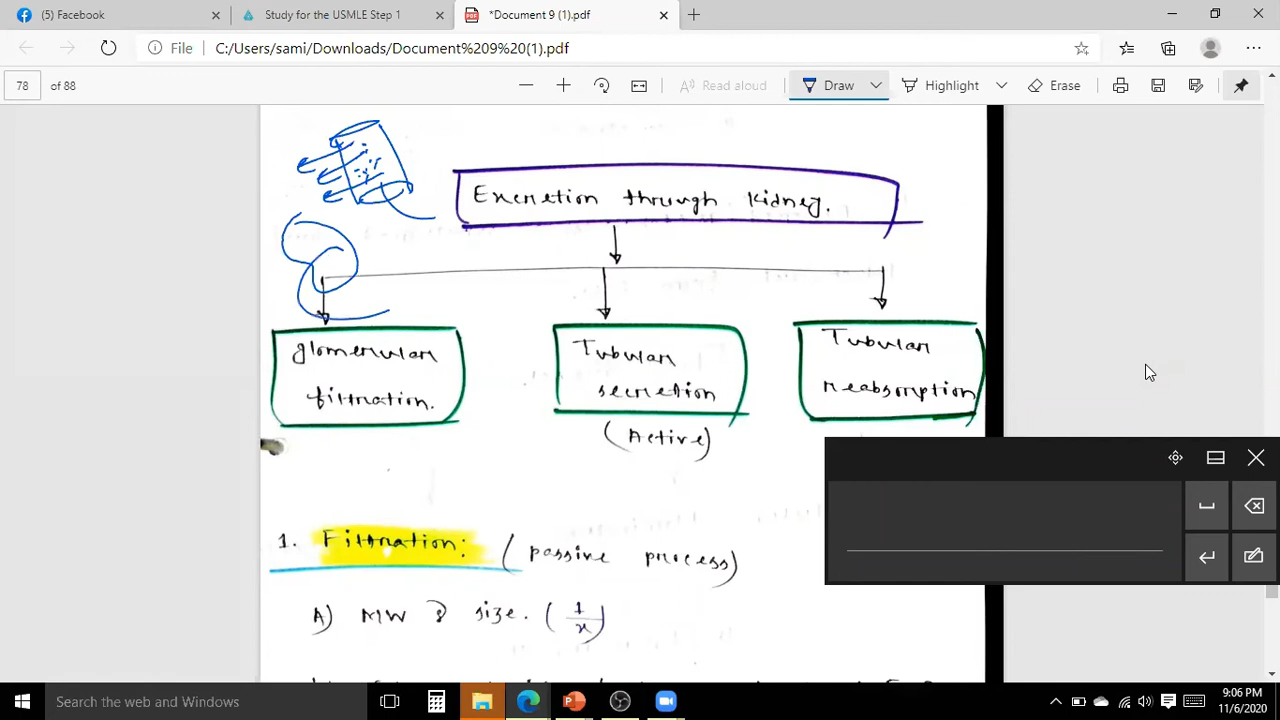 (5) Facebook
Study for the USMLE Step 1
*Document 9 (1).pdf
File
C:/Users/sami/Downloads/Document%209%20(1).pdf
78 of 88
Read aloud
Draw
Highlight
Erase
Excretion through kidney.
glomerular filtration.
Tubular secretion
(Active)
Tubular reabsorption
1. Filtration: (passive process)
A) MW & size. (1/x)
Search the web and Windows
9:06 PM
11/6/2020